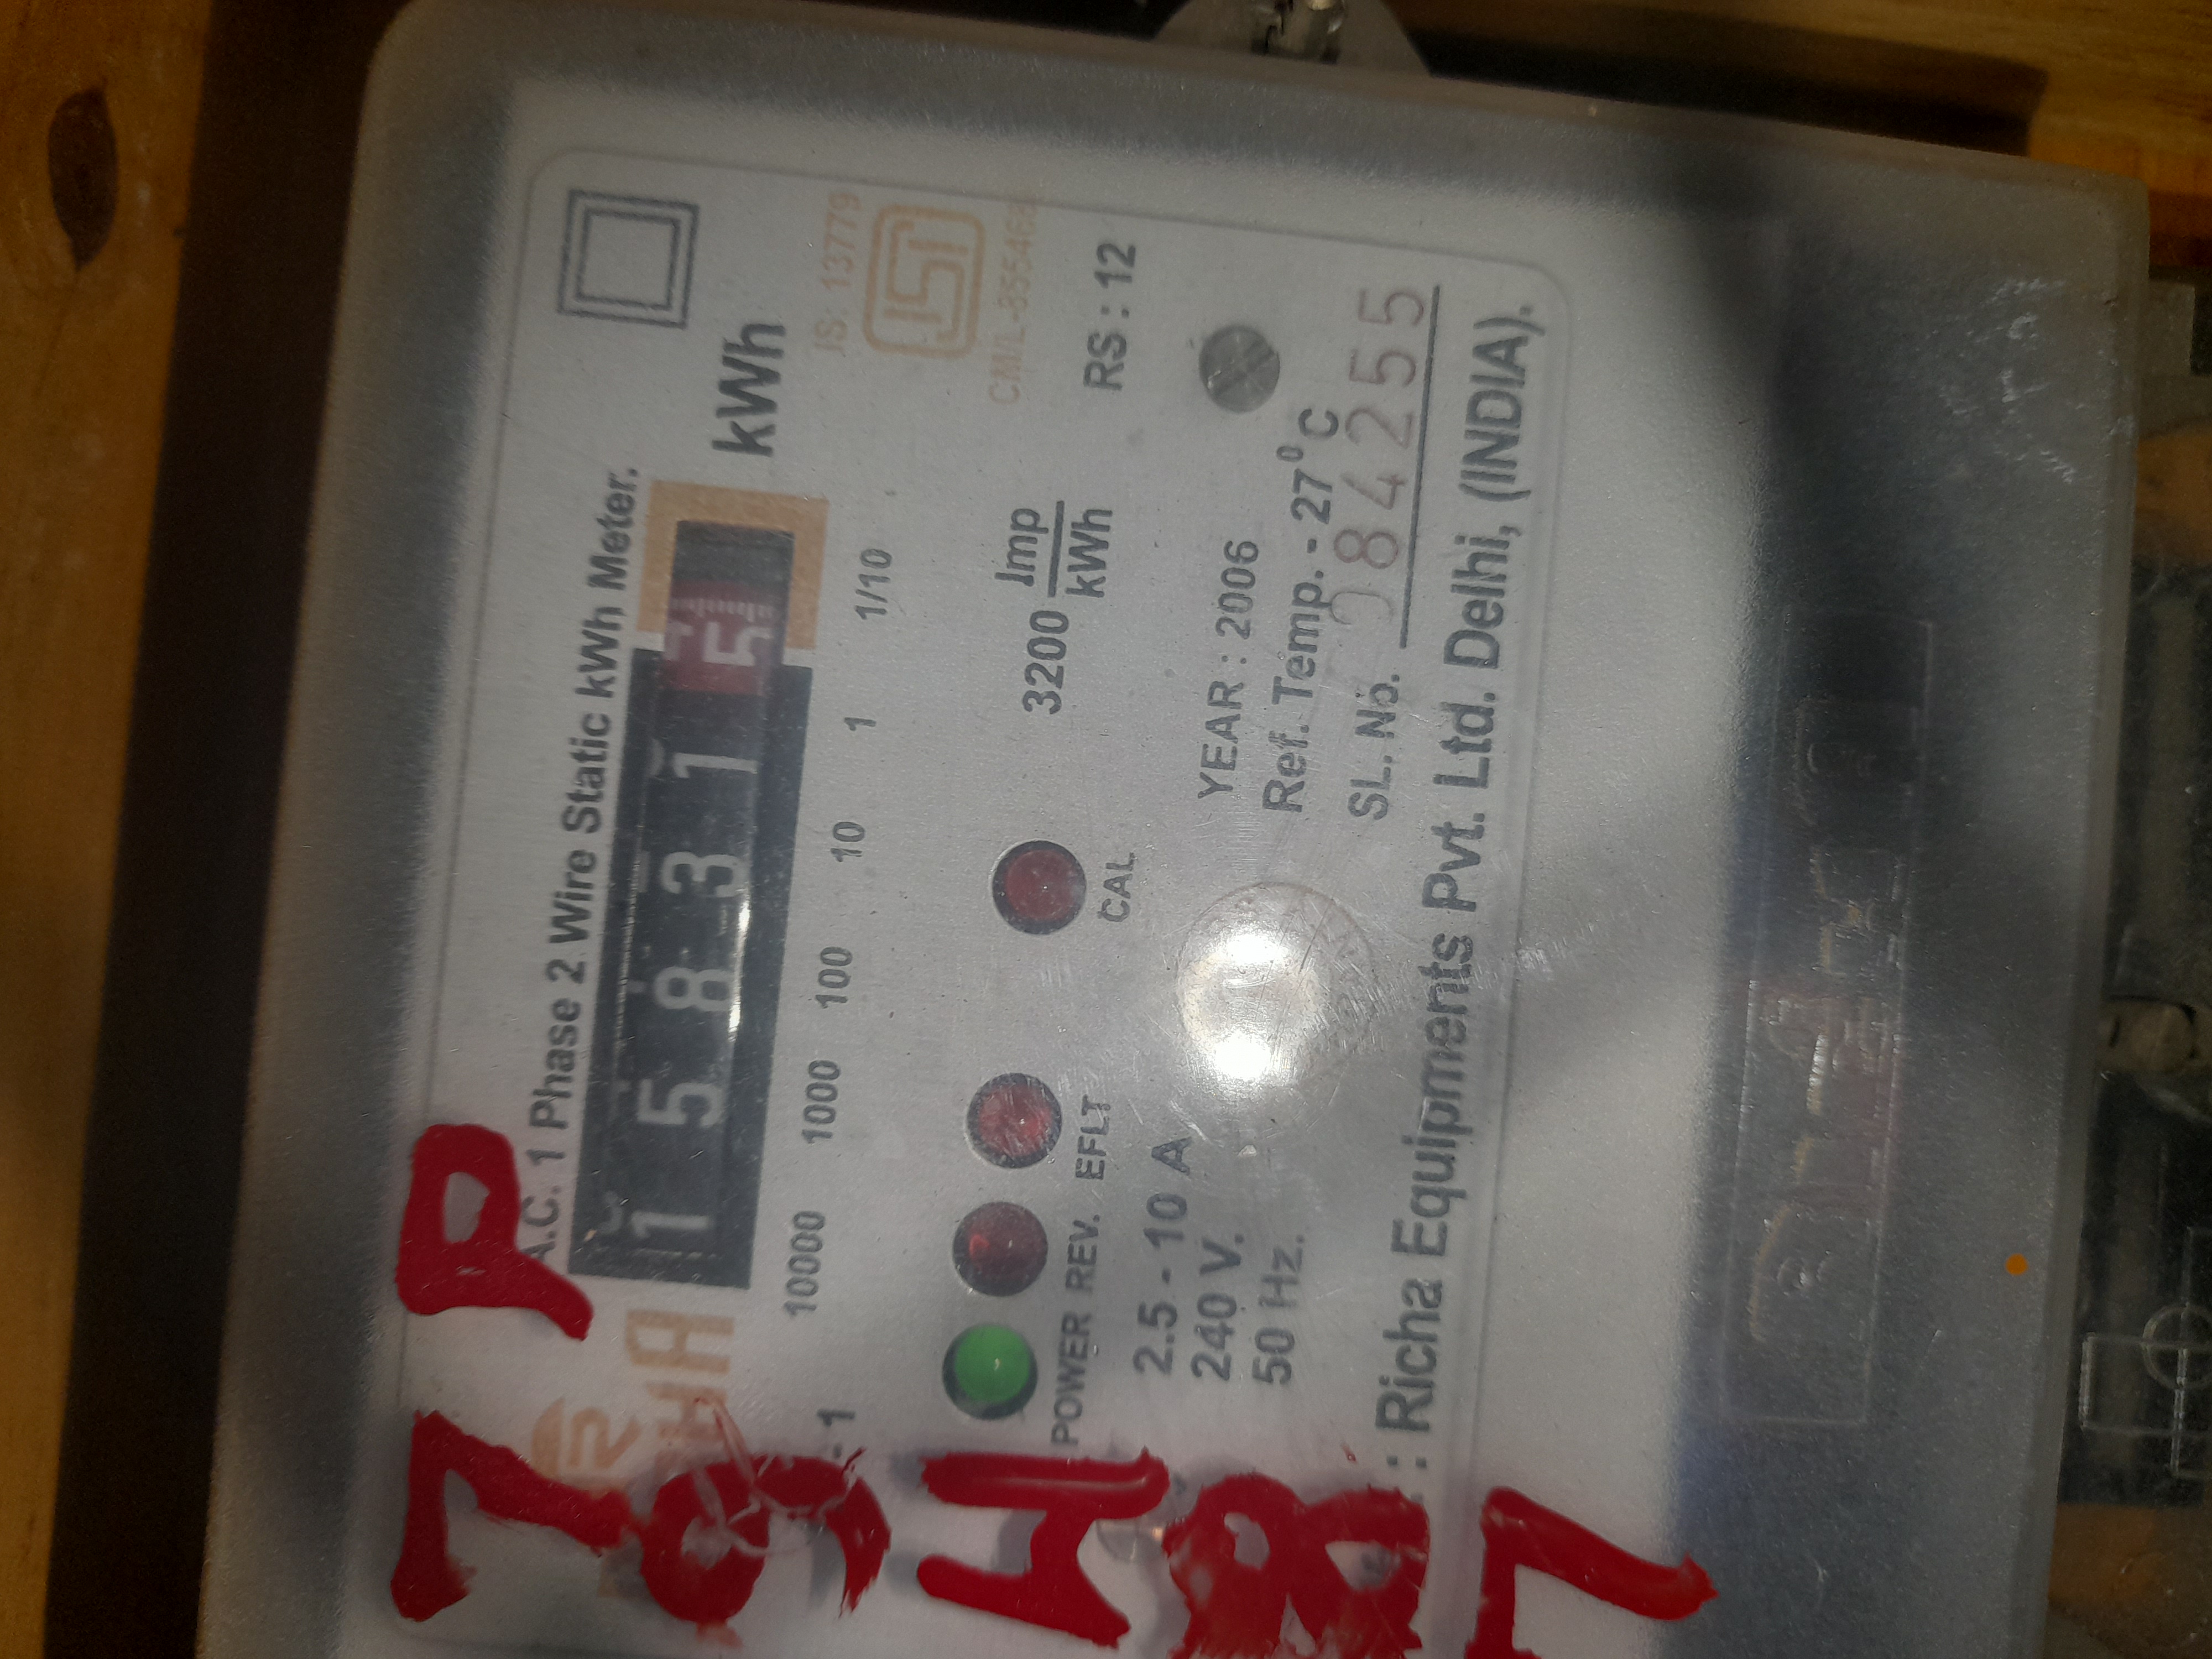 A.C. 1 Phase 2 Wire Static kWh Meter.
1 5 8 3 1 5
kWh
10000 1000 100 10 1 1/10
IS: 13779
ISI
RS : 12
3200 Imp/kWh
POWER REV. EFLT CAL
2.5 - 10 A
240 V.
50 Hz.
YEAR : 2006
Ref. Temp. - 27°C
SL. No. 084255
: Richa Equipments Pvt. Ltd. Delhi, (INDIA).
P